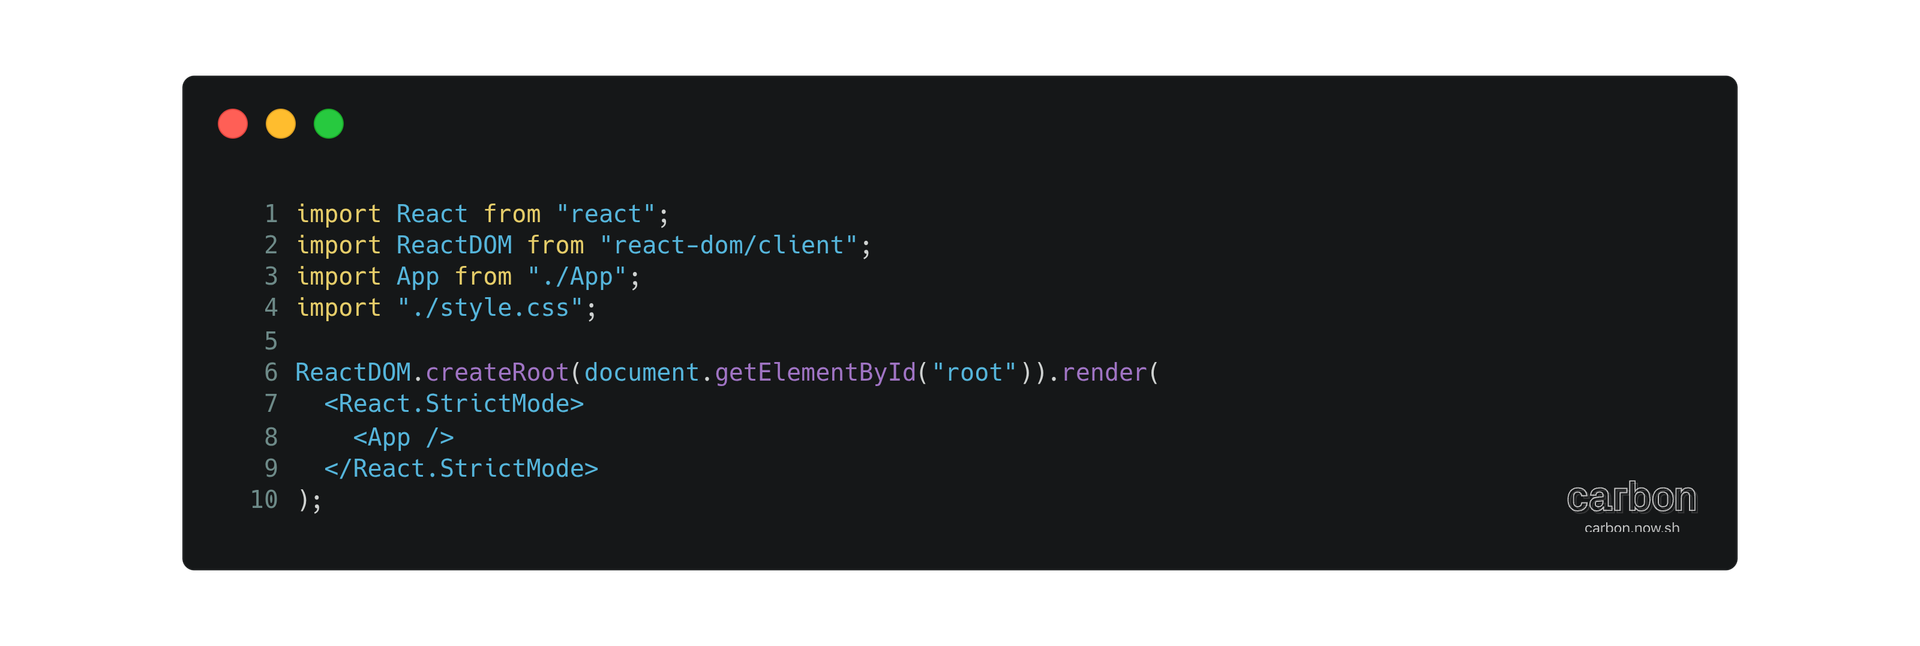 1 import React from "react";
2 import ReactDOM from "react-dom/client";
3 import App from "./App";
4 import "./style.css";
5
6 ReactDOM.createRoot(document.getElementById("root")).render(
7   <React.StrictMode>
8     <App />
9   </React.StrictMode>
10 );
carbon
carbon.now.sh